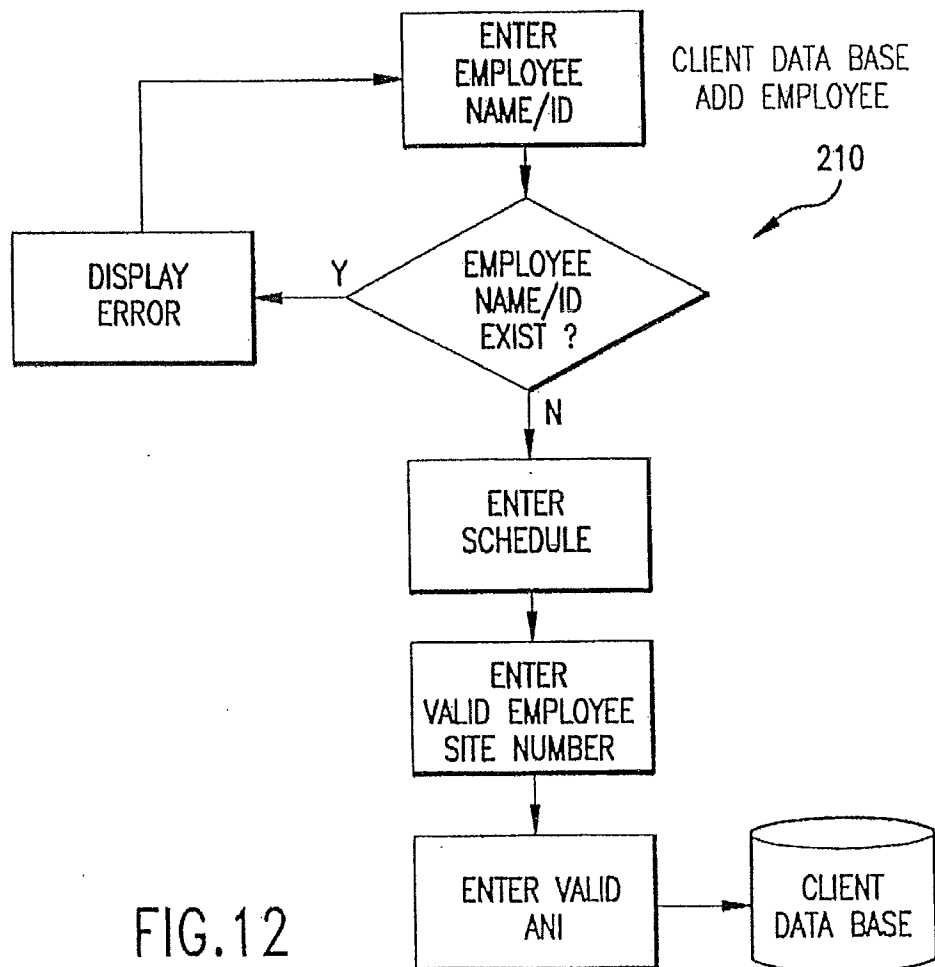 ENTER
EMPLOYEE
NAME/ID
CLIENT DATA BASE
ADD EMPLOYEE
210
DISPLAY
ERROR
Y
EMPLOYEE
NAME/ID
EXIST ?
N
ENTER
SCHEDULE
ENTER
VALID EMPLOYEE
SITE NUMBER
ENTER VALID
ANI
CLIENT
DATA BASE
FIG.12